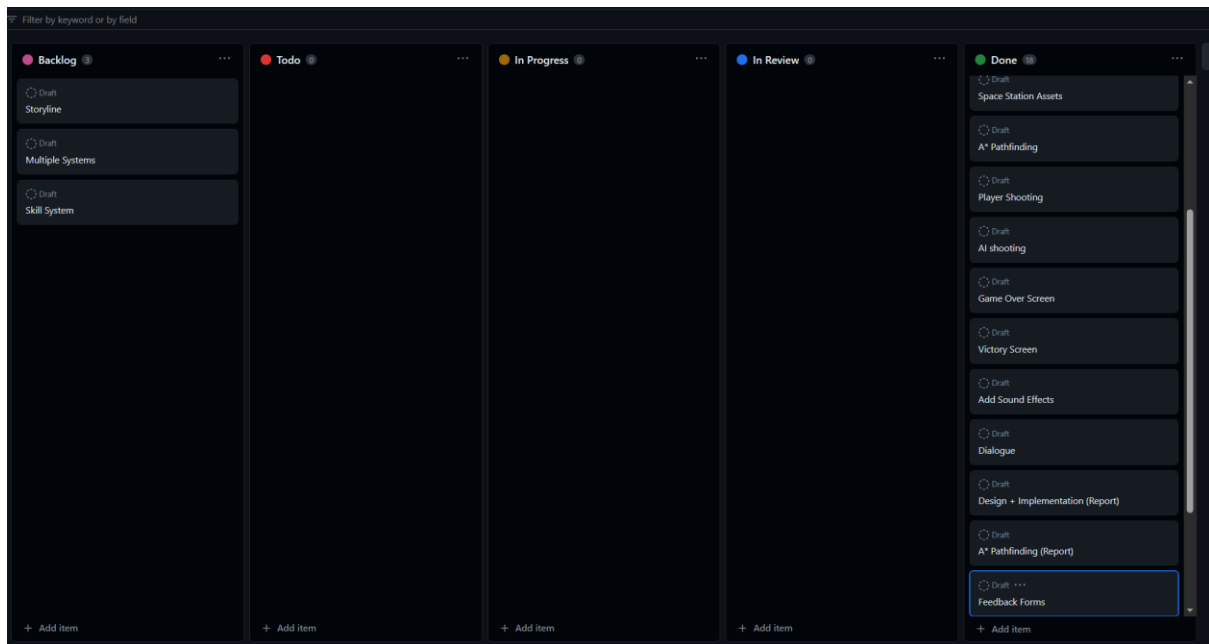 Filter by keyword or by field
Backlog 3 ...
Draft
Storyline
Draft
Multiple Systems
Draft
Skill System
+ Add item
Todo 0 ...
+ Add item
In Progress 0 ...
+ Add item
In Review 0 ...
+ Add item
Done 18 ...
Draft
Space Station Assets
Draft
A* Pathfinding
Draft
Player Shooting
Draft
AI shooting
Draft
Game Over Screen
Draft
Victory Screen
Draft
Add Sound Effects
Draft
Dialogue
Draft
Design + Implementation (Report)
Draft
A* Pathfinding (Report)
Draft ...
Feedback Forms
+ Add item